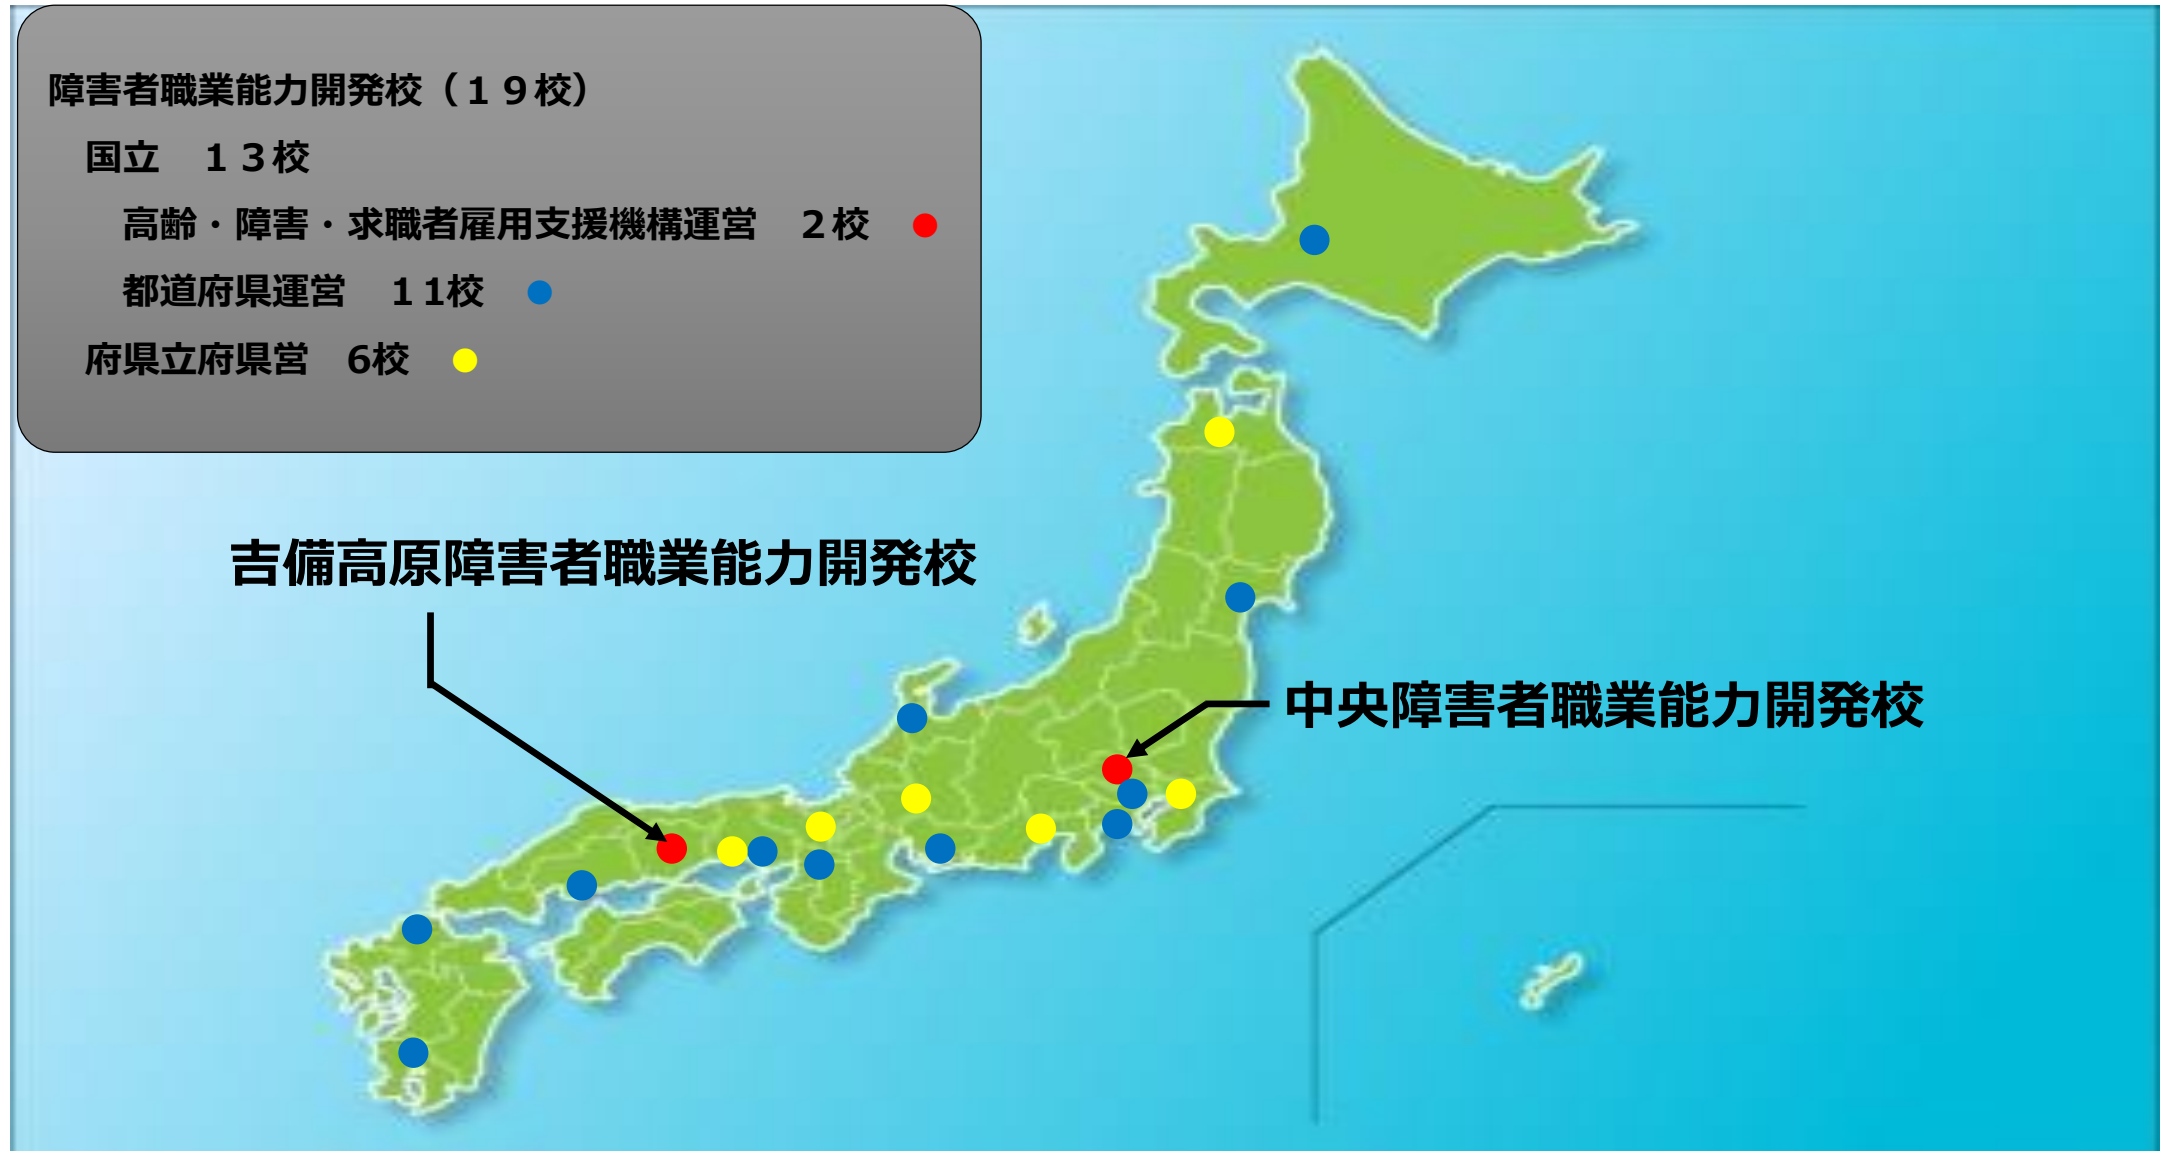 障害者職業能力開発校（１９校）
国立　１３校
高齢・障害・求職者雇用支援機構運営　２校
都道府県運営　１1校
府県立府県営　6校
吉備高原障害者職業能力開発校
中央障害者職業能力開発校